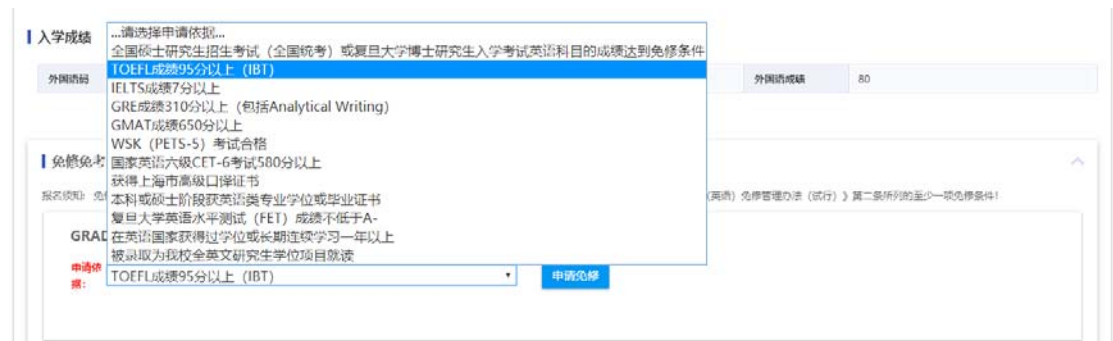 入学成绩
...请选择申请依据...
全国硕士研究生招生考试（全国统考）或复旦大学博士研究生入学考试英语科目的成绩达到免修条件
外国语码
TOEFL成绩95分以上（IBT）
外国语成绩
80
IELTS成绩7分以上
GRE成绩310分以上（包括Analytical Writing）
GMAT成绩650分以上
WSK（PETS-5）考试合格
免修免考
国家英语六级CET-6考试580分以上
获得上海市高级口译证书
报名须知：免
本科或硕士阶段获英语类专业学位或毕业证书
（英语）免修管理办法（试行）》第二条所列的至少一项免修条件！
复旦大学英语水平测试（FET）成绩不低于A-
GRAD
在英语国家获得过学位或长期连续学习一年以上
被录取为我校全英文研究生学位项目就读
申请依
据：
TOEFL成绩95分以上（IBT）
申请免修